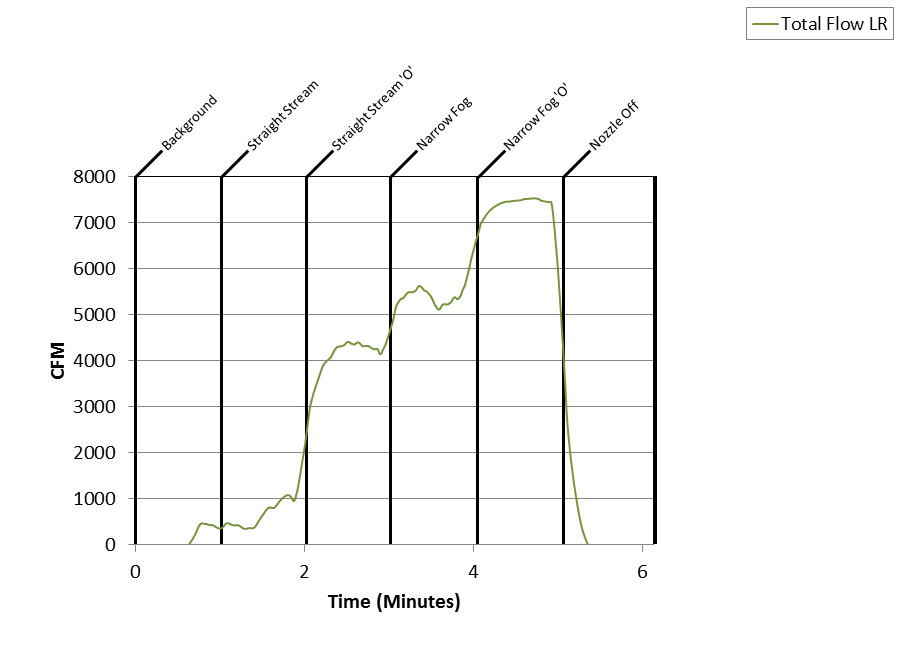 Total Flow LR
Background
Straight Stream
Straight Stream 'O'
Narrow Fog
Narrow Fog 'O'
Nozzle Off
8000
7000
6000
5000
4000
3000
2000
1000
0
CFM
0 2 4 6
Time (Minutes)